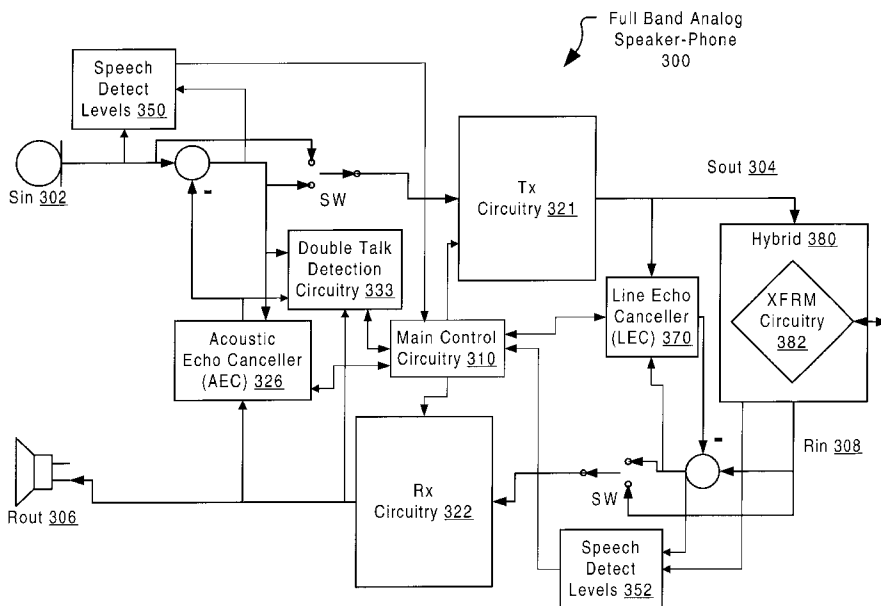 Full Band Analog
Speaker-Phone
300
Speech
Detect
Levels 350
Sin 302
-
SW
Tx
Circuitry 321
Sout 304
Hybrid 380
XFRM
Circuitry
382
Double Talk
Detection
Circuitry 333
Line Echo
Canceller
(LEC) 370
Acoustic
Echo Canceller
(AEC) 326
Main Control
Circuitry 310
-
Rin 308
Rout 306
Rx
Circuitry 322
SW
Speech
Detect
Levels 352